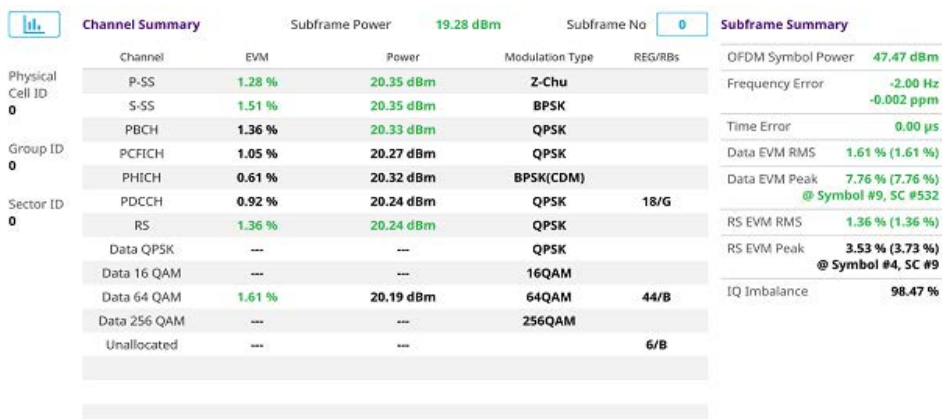 Channel Summary Subframe Power 19.28 dBm Subframe No 0
Channel EVM Power Modulation Type REG/RBs
P-SS 1.28 % 20.35 dBm Z-Chu
S-SS 1.51 % 20.35 dBm BPSK
PBCH 1.36 % 20.33 dBm QPSK
PCFICH 1.05 % 20.27 dBm QPSK
PHICH 0.61 % 20.32 dBm BPSK(CDM)
PDCCH 0.92 % 20.24 dBm QPSK 18/G
RS 1.36 % 20.24 dBm QPSK
Data QPSK --- --- QPSK
Data 16 QAM --- --- 16QAM
Data 64 QAM 1.61 % 20.19 dBm 64QAM 44/B
Data 256 QAM --- --- 256QAM
Unallocated --- --- 6/B
Physical
Cell ID
0
Group ID
0
Sector ID
0
Subframe Summary
OFDM Symbol Power 47.47 dBm
Frequency Error -2.00 Hz
-0.002 ppm
Time Error 0.00 µs
Data EVM RMS 1.61 % (1.61 %)
Data EVM Peak 7.76 % (7.76 %)
@ Symbol #9, SC #532
RS EVM RMS 1.36 % (1.36 %)
RS EVM Peak 3.53 % (3.73 %)
@ Symbol #4, SC #9
IQ Imbalance 98.47 %